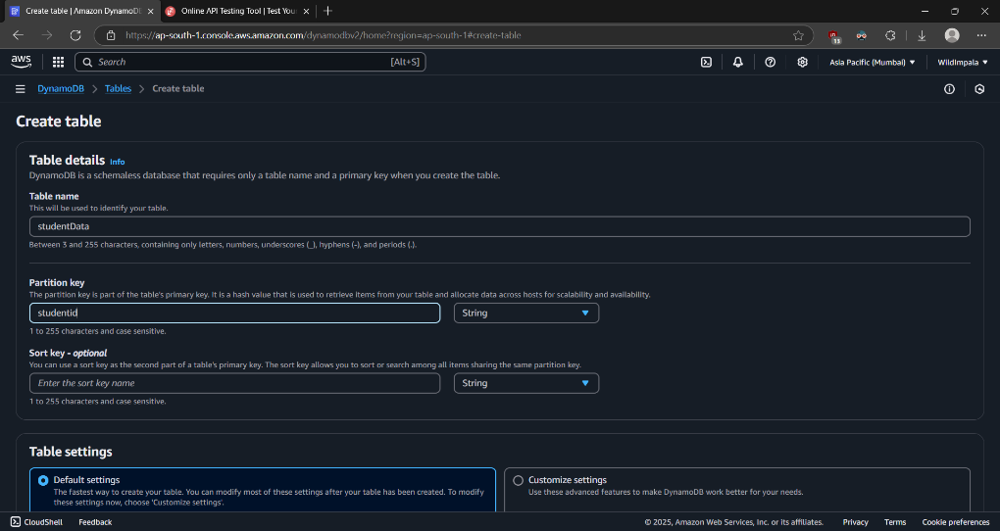 Create table | Amazon DynamoDB
Online API Testing Tool | Test Your
https://ap-south-1.console.aws.amazon.com/dynamodbv2/home?region=ap-south-1#create-table
11
aws
Search
[Alt+S]
Asia Pacific (Mumbai)
WildImpala
DynamoDB
Tables
Create table
Create table
Table details Info
DynamoDB is a schemaless database that requires only a table name and a primary key when you create the table.
Table name
This will be used to identify your table.
studentData
Between 3 and 255 characters, containing only letters, numbers, underscores (_), hyphens (-), and periods (.).
Partition key
The partition key is part of the table's primary key. It is a hash value that is used to retrieve items from your table and allocate data across hosts for scalability and availability.
studentid
String
1 to 255 characters and case sensitive.
Sort key - optional
You can use a sort key as the second part of a table's primary key. The sort key allows you to sort or search among all items sharing the same partition key.
Enter the sort key name
String
1 to 255 characters and case sensitive.
Table settings
Default settings
The fastest way to create your table. You can modify most of these settings after your table has been created. To modify
these settings now, choose 'Customize settings'.
Customize settings
Use these advanced features to make DynamoDB work better for your needs.
CloudShell
Feedback
© 2025, Amazon Web Services, Inc. or its affiliates.
Privacy
Terms
Cookie preferences